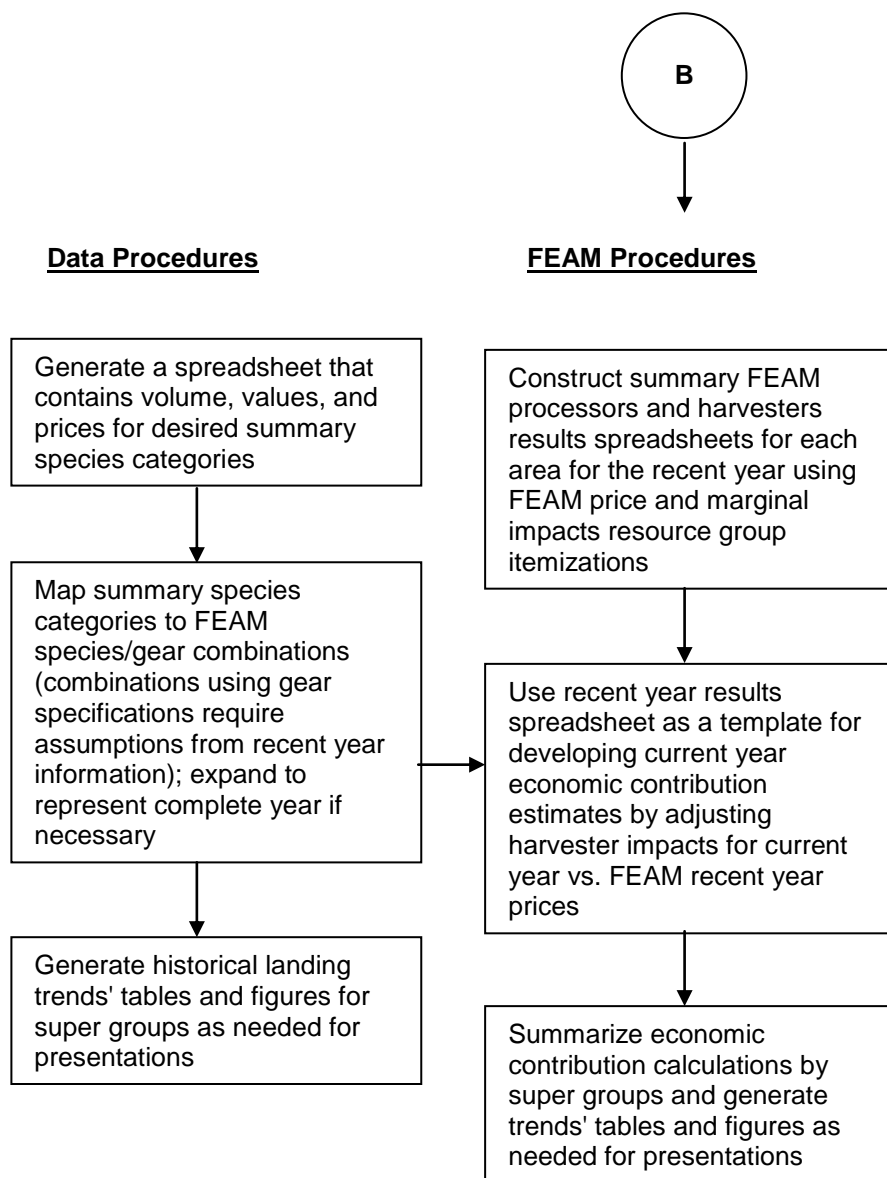 B
Data Procedures
Generate a spreadsheet that
contains volume, values, and
prices for desired summary
species categories
Map summary species
categories to FEAM
species/gear combinations
(combinations using gear
specifications require
assumptions from recent year
information); expand to
represent complete year if
necessary
Generate historical landing
trends' tables and figures for
super groups as needed for
presentations
FEAM Procedures
Construct summary FEAM
processors and harvesters
results spreadsheets for each
area for the recent year using
FEAM price and marginal
impacts resource group
itemizations
Use recent year results
spreadsheet as a template for
developing current year
economic contribution
estimates by adjusting
harvester impacts for current
year vs. FEAM recent year
prices
Summarize economic
contribution calculations by
super groups and generate
trends' tables and figures as
needed for presentations